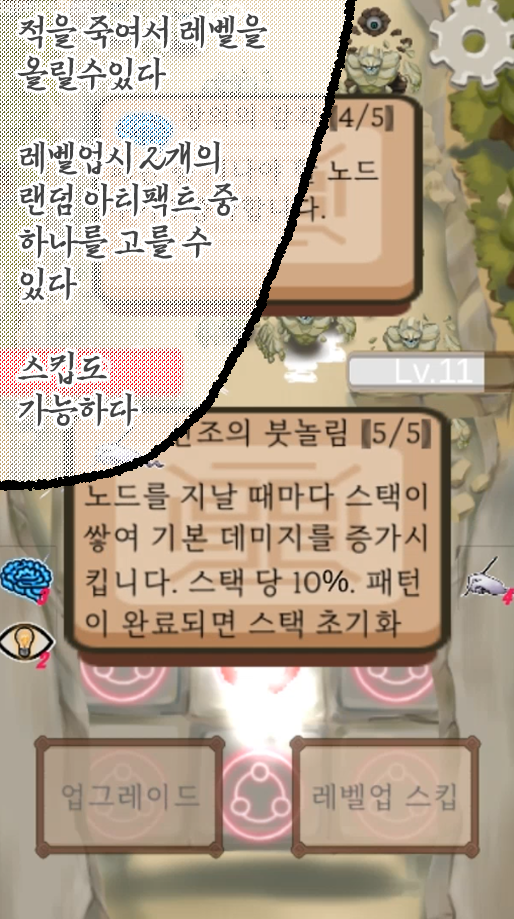 적을 죽여서 레벨을
올릴수있다
레벨업시 2개의
랜덤 아티팩트 중
하나를 고를 수
있다
스킵도
가능하다
[4/5]
노드
다.
Lv.11
의 붓놀림 [5/5]
노드를 지날 때마다 스택이
쌓여 기본 데미지를 증가시
킵니다. 스택 당 10%. 패턴
이 완료되면 스택 초기화
3
4
2
업그레이드
레벨업 스킵